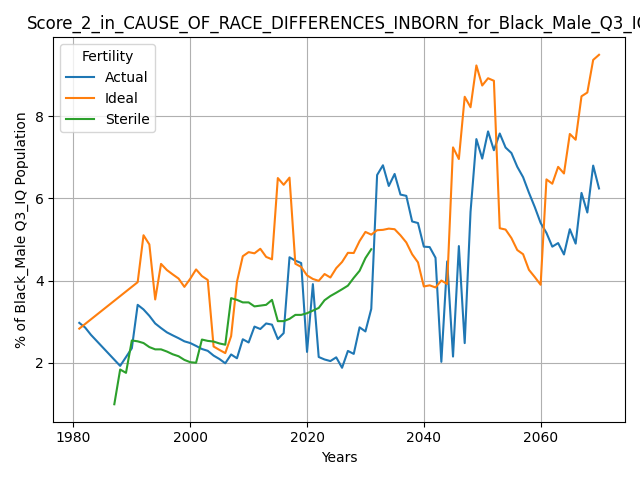 Score_2_in_CAUSE_OF_RACE_DIFFERENCES_INBORN_for_Black_Male_Q3_IQ
Fertility
Actual
Ideal
Sterile
% of Black_Male Q3_IQ Population
8
6
4
2
1980
2000
2020
2040
2060
Years